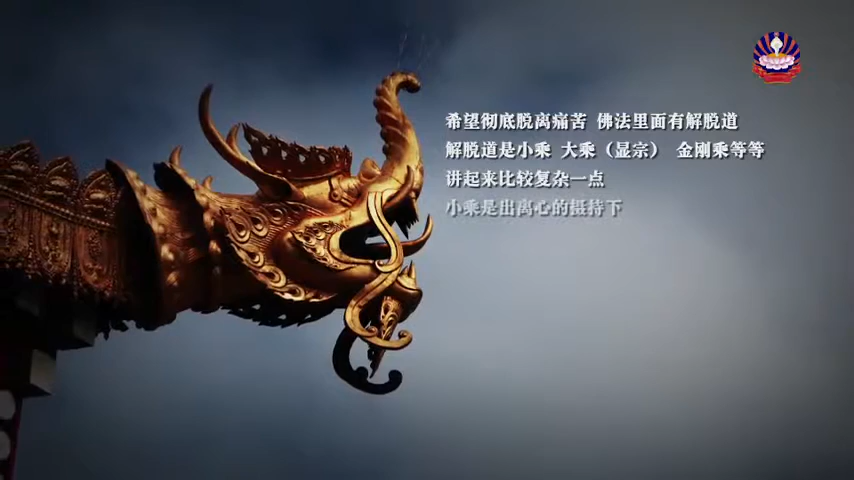 希望彻底脱离痛苦 佛法里面有解脱道
解脱道是小乘 大乘（显宗） 金刚乘等等
讲起来比较复杂一点
小乘是出离心的摄持下